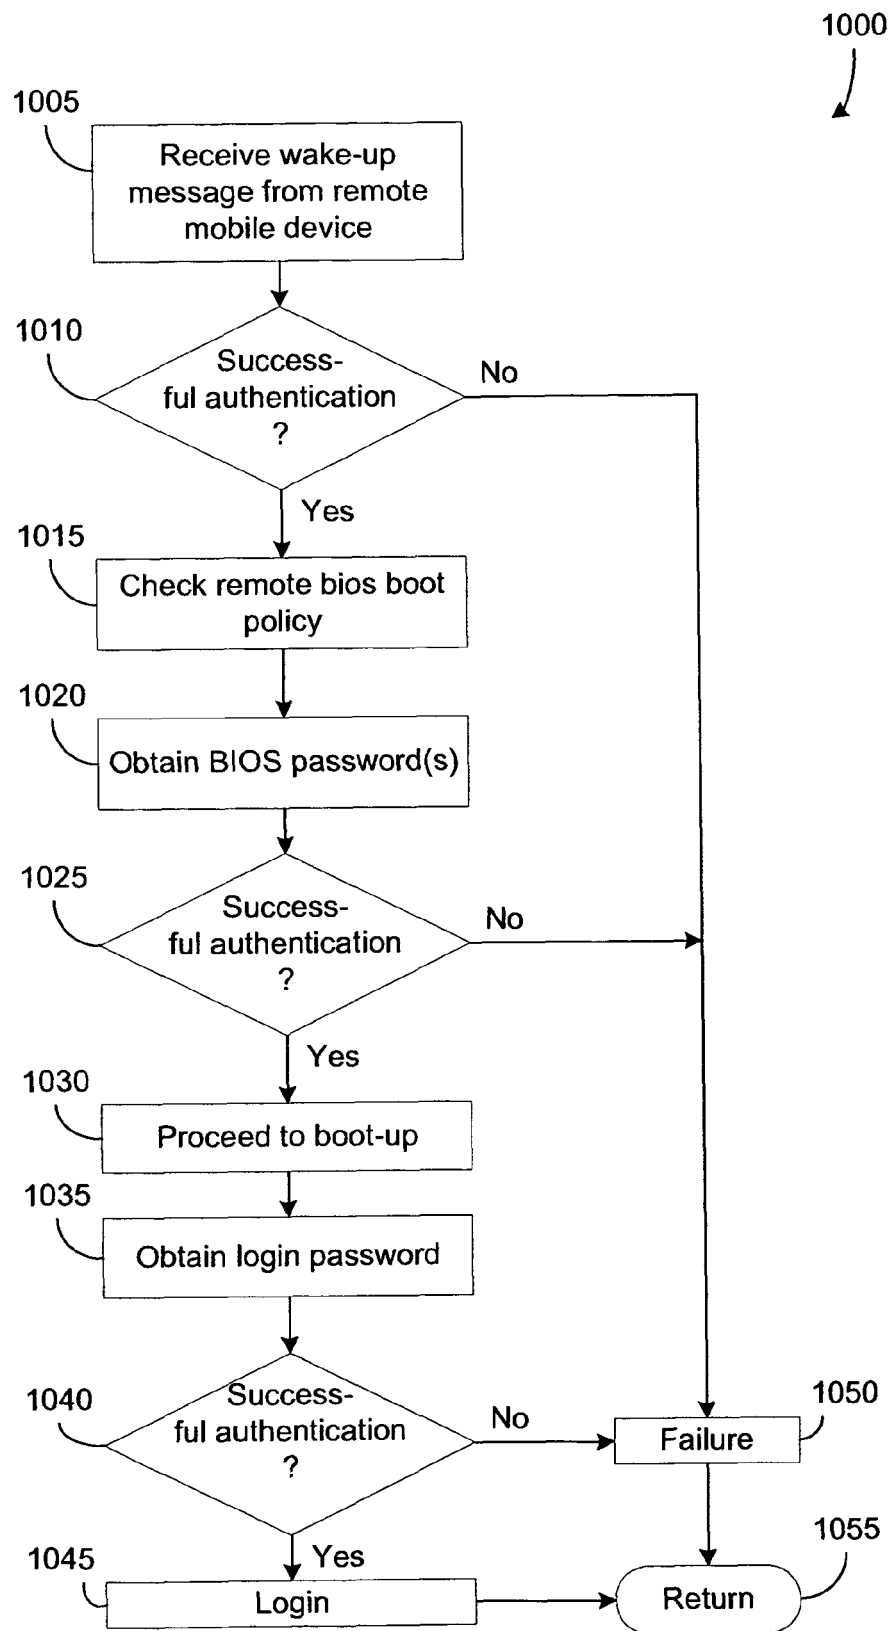 1000
1005
Receive wake-up
message from remote
mobile device
1010
Success-
ful authentication
?
No
Yes
1015
Check remote bios boot
policy
1020
Obtain BIOS password(s)
1025
Success-
ful authentication
?
No
Yes
1030
Proceed to boot-up
1035
Obtain login password
1040
Success-
ful authentication
?
No
1050
Failure
Yes
1045
Login
1055
Return